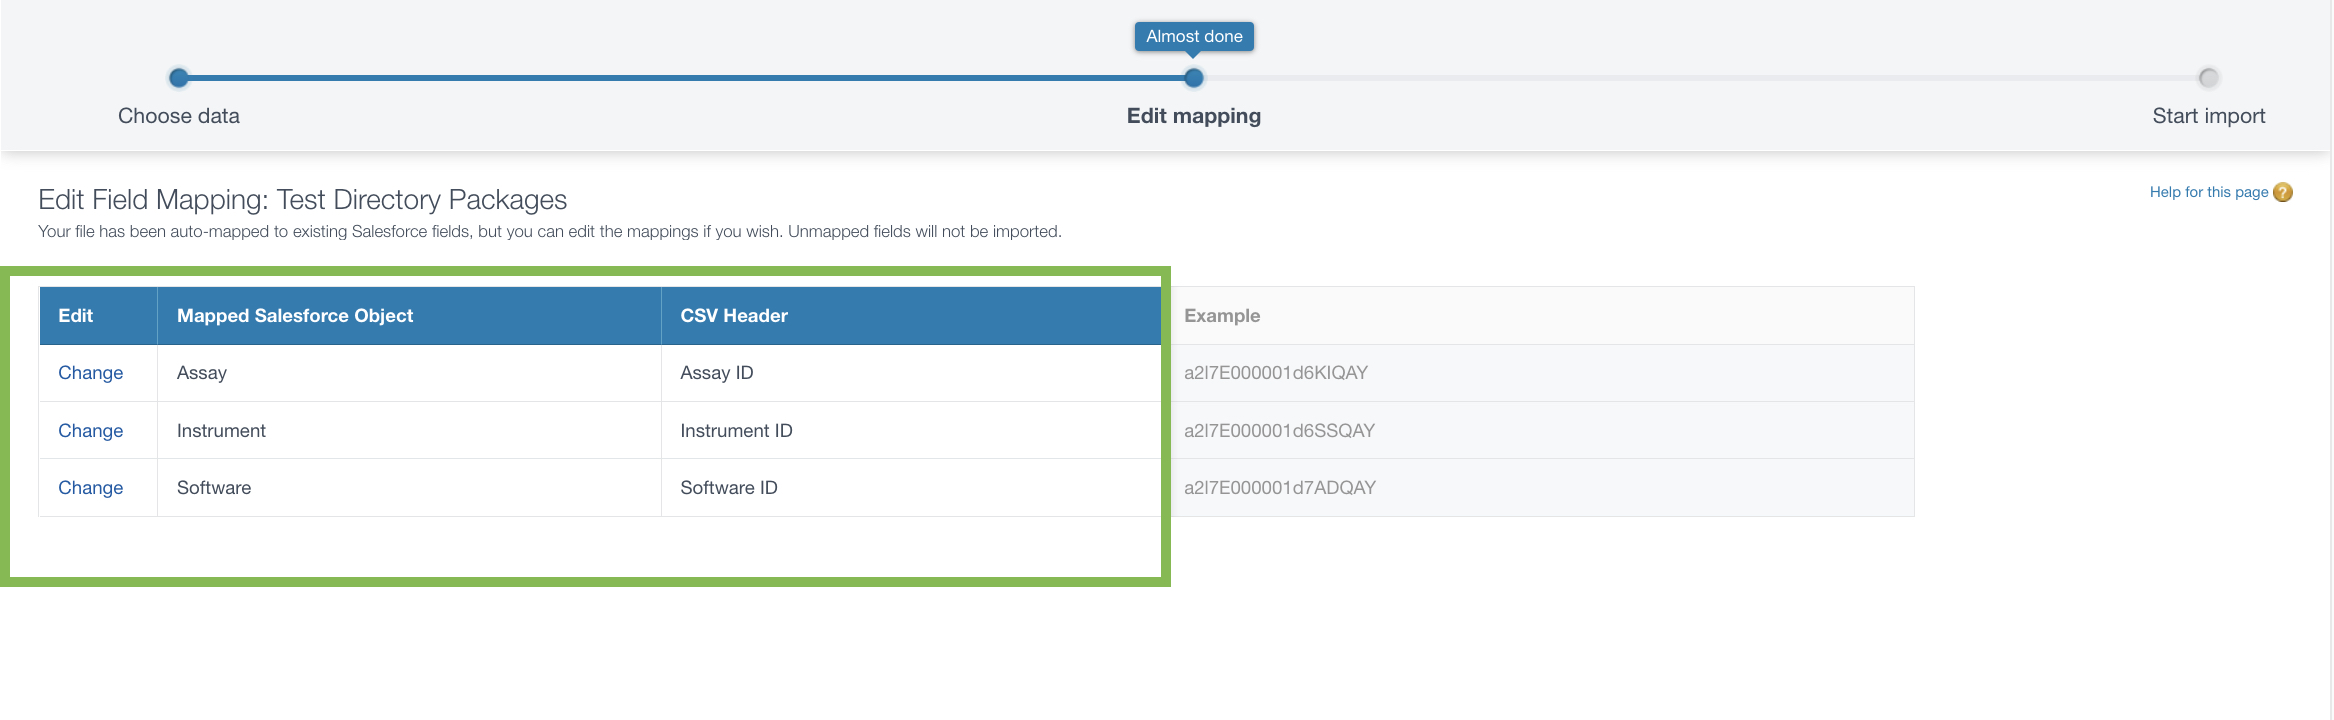 Almost done
Choose data
Edit mapping
Start import
Edit Field Mapping: Test Directory Packages
Help for this page ?
Your file has been auto-mapped to existing Salesforce fields, but you can edit the mappings if you wish. Unmapped fields will not be imported.
Edit Mapped Salesforce Object CSV Header Example
Change Assay Assay ID a2I7E000001d6KIQAY
Change Instrument Instrument ID a2I7E000001d6SSQAY
Change Software Software ID a2I7E000001d7ADQAY